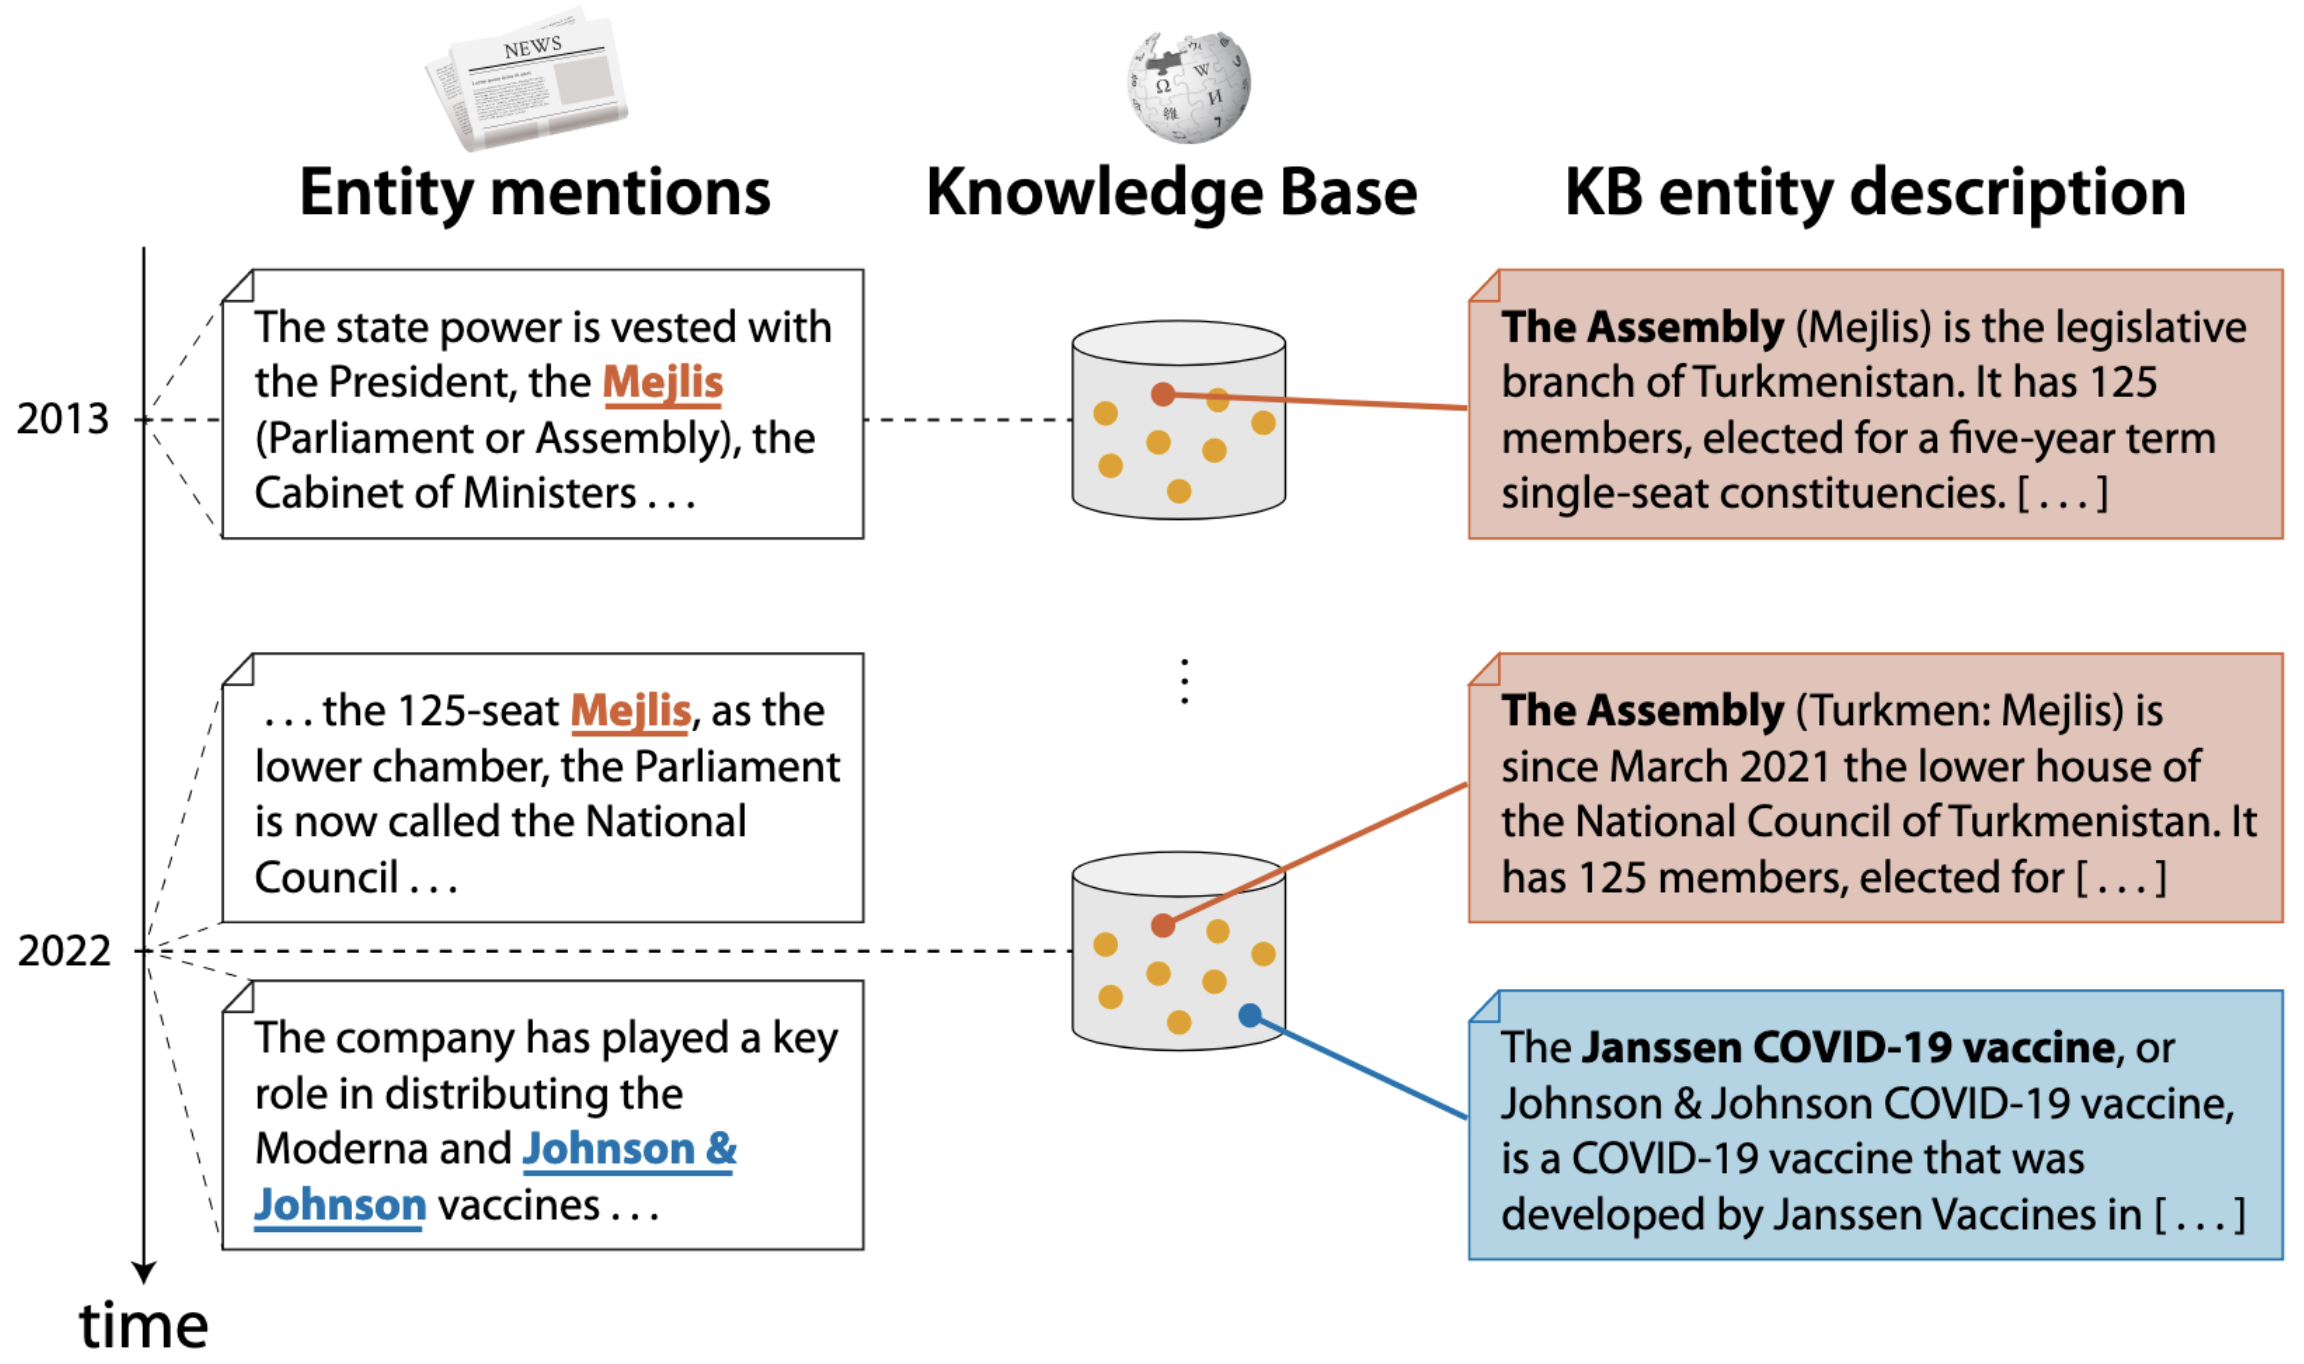 NEWS
Entity mentions
Knowledge Base
KB entity description
2013
The state power is vested with
the President, the Mejlis
(Parliament or Assembly), the
Cabinet of Ministers . . .
The Assembly (Mejlis) is the legislative
branch of Turkmenistan. It has 125
members, elected for a five-year term
single-seat constituencies. [ . . . ]
. . . the 125-seat Mejlis, as the
lower chamber, the Parliament
is now called the National
Council . . .
The Assembly (Turkmen: Mejlis) is
since March 2021 the lower house of
the National Council of Turkmenistan. It
has 125 members, elected for [ . . . ]
2022
The company has played a key
role in distributing the
Moderna and Johnson &
Johnson vaccines . . .
The Janssen COVID-19 vaccine, or
Johnson & Johnson COVID-19 vaccine,
is a COVID-19 vaccine that was
developed by Janssen Vaccines in [ . . . ]
time